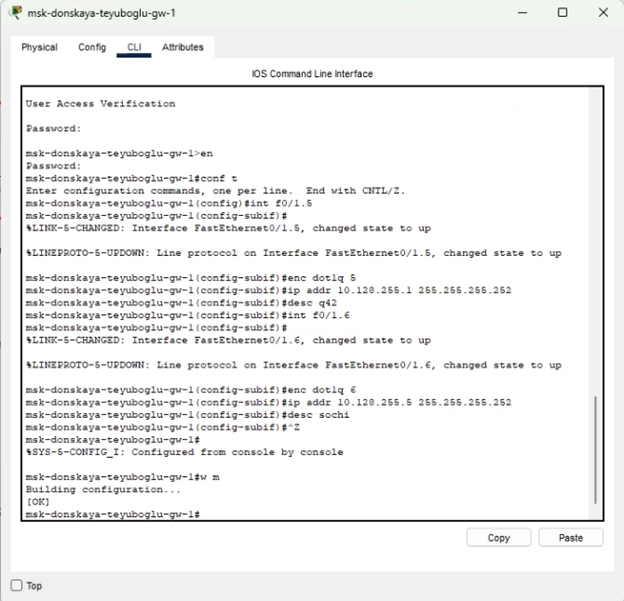 msk-donskaya-teyuboglu-gw-1
Physical Config CLI Attributes
IOS Command Line Interface
User Access Verification
Password:
msk-donskaya-teyuboglu-gw-1>en
Password:
msk-donskaya-teyuboglu-gw-1#conf t
Enter configuration commands, one per line. End with CNTL/Z.
msk-donskaya-teyuboglu-gw-1(config)#int f0/1.5
msk-donskaya-teyuboglu-gw-1(config-subif)#
%LINK-5-CHANGED: Interface FastEthernet0/1.5, changed state to up
%LINEPROTO-5-UPDOWN: Line protocol on Interface FastEthernet0/1.5, changed state to up
msk-donskaya-teyuboglu-gw-1(config-subif)#enc dot1q 5
msk-donskaya-teyuboglu-gw-1(config-subif)#ip addr 10.128.255.1 255.255.255.252
msk-donskaya-teyuboglu-gw-1(config-subif)#desc q42
msk-donskaya-teyuboglu-gw-1(config-subif)#int f0/1.6
msk-donskaya-teyuboglu-gw-1(config-subif)#
%LINK-5-CHANGED: Interface FastEthernet0/1.6, changed state to up
%LINEPROTO-5-UPDOWN: Line protocol on Interface FastEthernet0/1.6, changed state to up
msk-donskaya-teyuboglu-gw-1(config-subif)#enc dot1q 6
msk-donskaya-teyuboglu-gw-1(config-subif)#ip addr 10.128.255.5 255.255.255.252
msk-donskaya-teyuboglu-gw-1(config-subif)#desc sochi
msk-donskaya-teyuboglu-gw-1(config-subif)#^Z
msk-donskaya-teyuboglu-gw-1#
%SYS-5-CONFIG_I: Configured from console by console
msk-donskaya-teyuboglu-gw-1#w m
Building configuration...
[OK]
msk-donskaya-teyuboglu-gw-1#
Copy Paste
Top